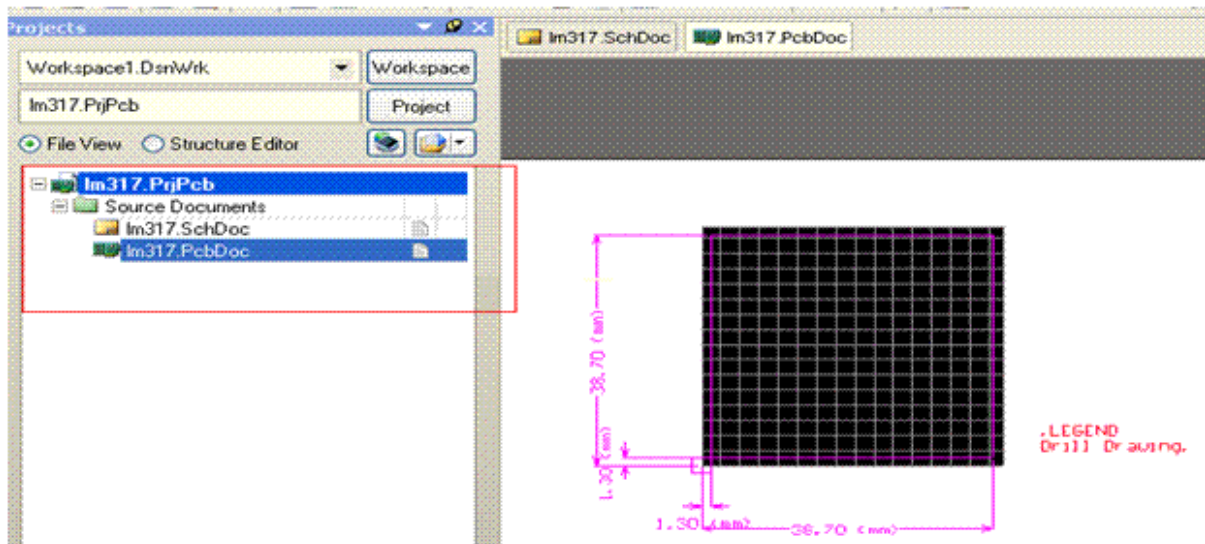 Projects
lm317.SchDoc lm317.PcbDoc
Workspace1.DsnWrk Workspace
lm317.PrjPcb Project
File View Structure Editor
lm317.PrjPcb
Source Documents
lm317.SchDoc
lm317.PcbDoc
38.70 (mm)
1.30 (mm)
.LEGEND
Drill Drawing.
1.30 (mm)
38.70 (mm)